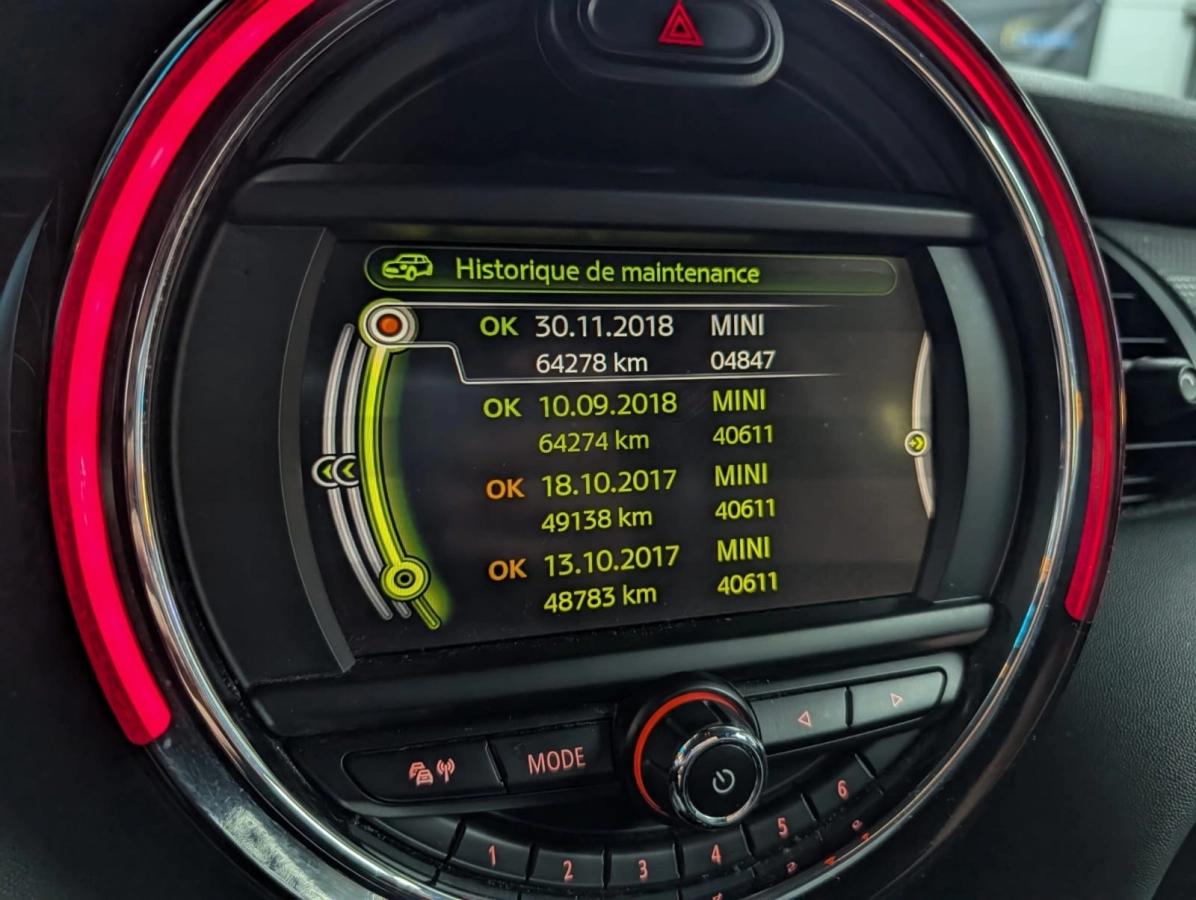 Historique de maintenance
OK 30.11.2018 MINI
64278 km 04847
OK 10.09.2018 MINI
64274 km 40611
OK 18.10.2017 MINI
49138 km 40611
OK 13.10.2017 MINI
48783 km 40611
MODE
1 2 3 4 5 6